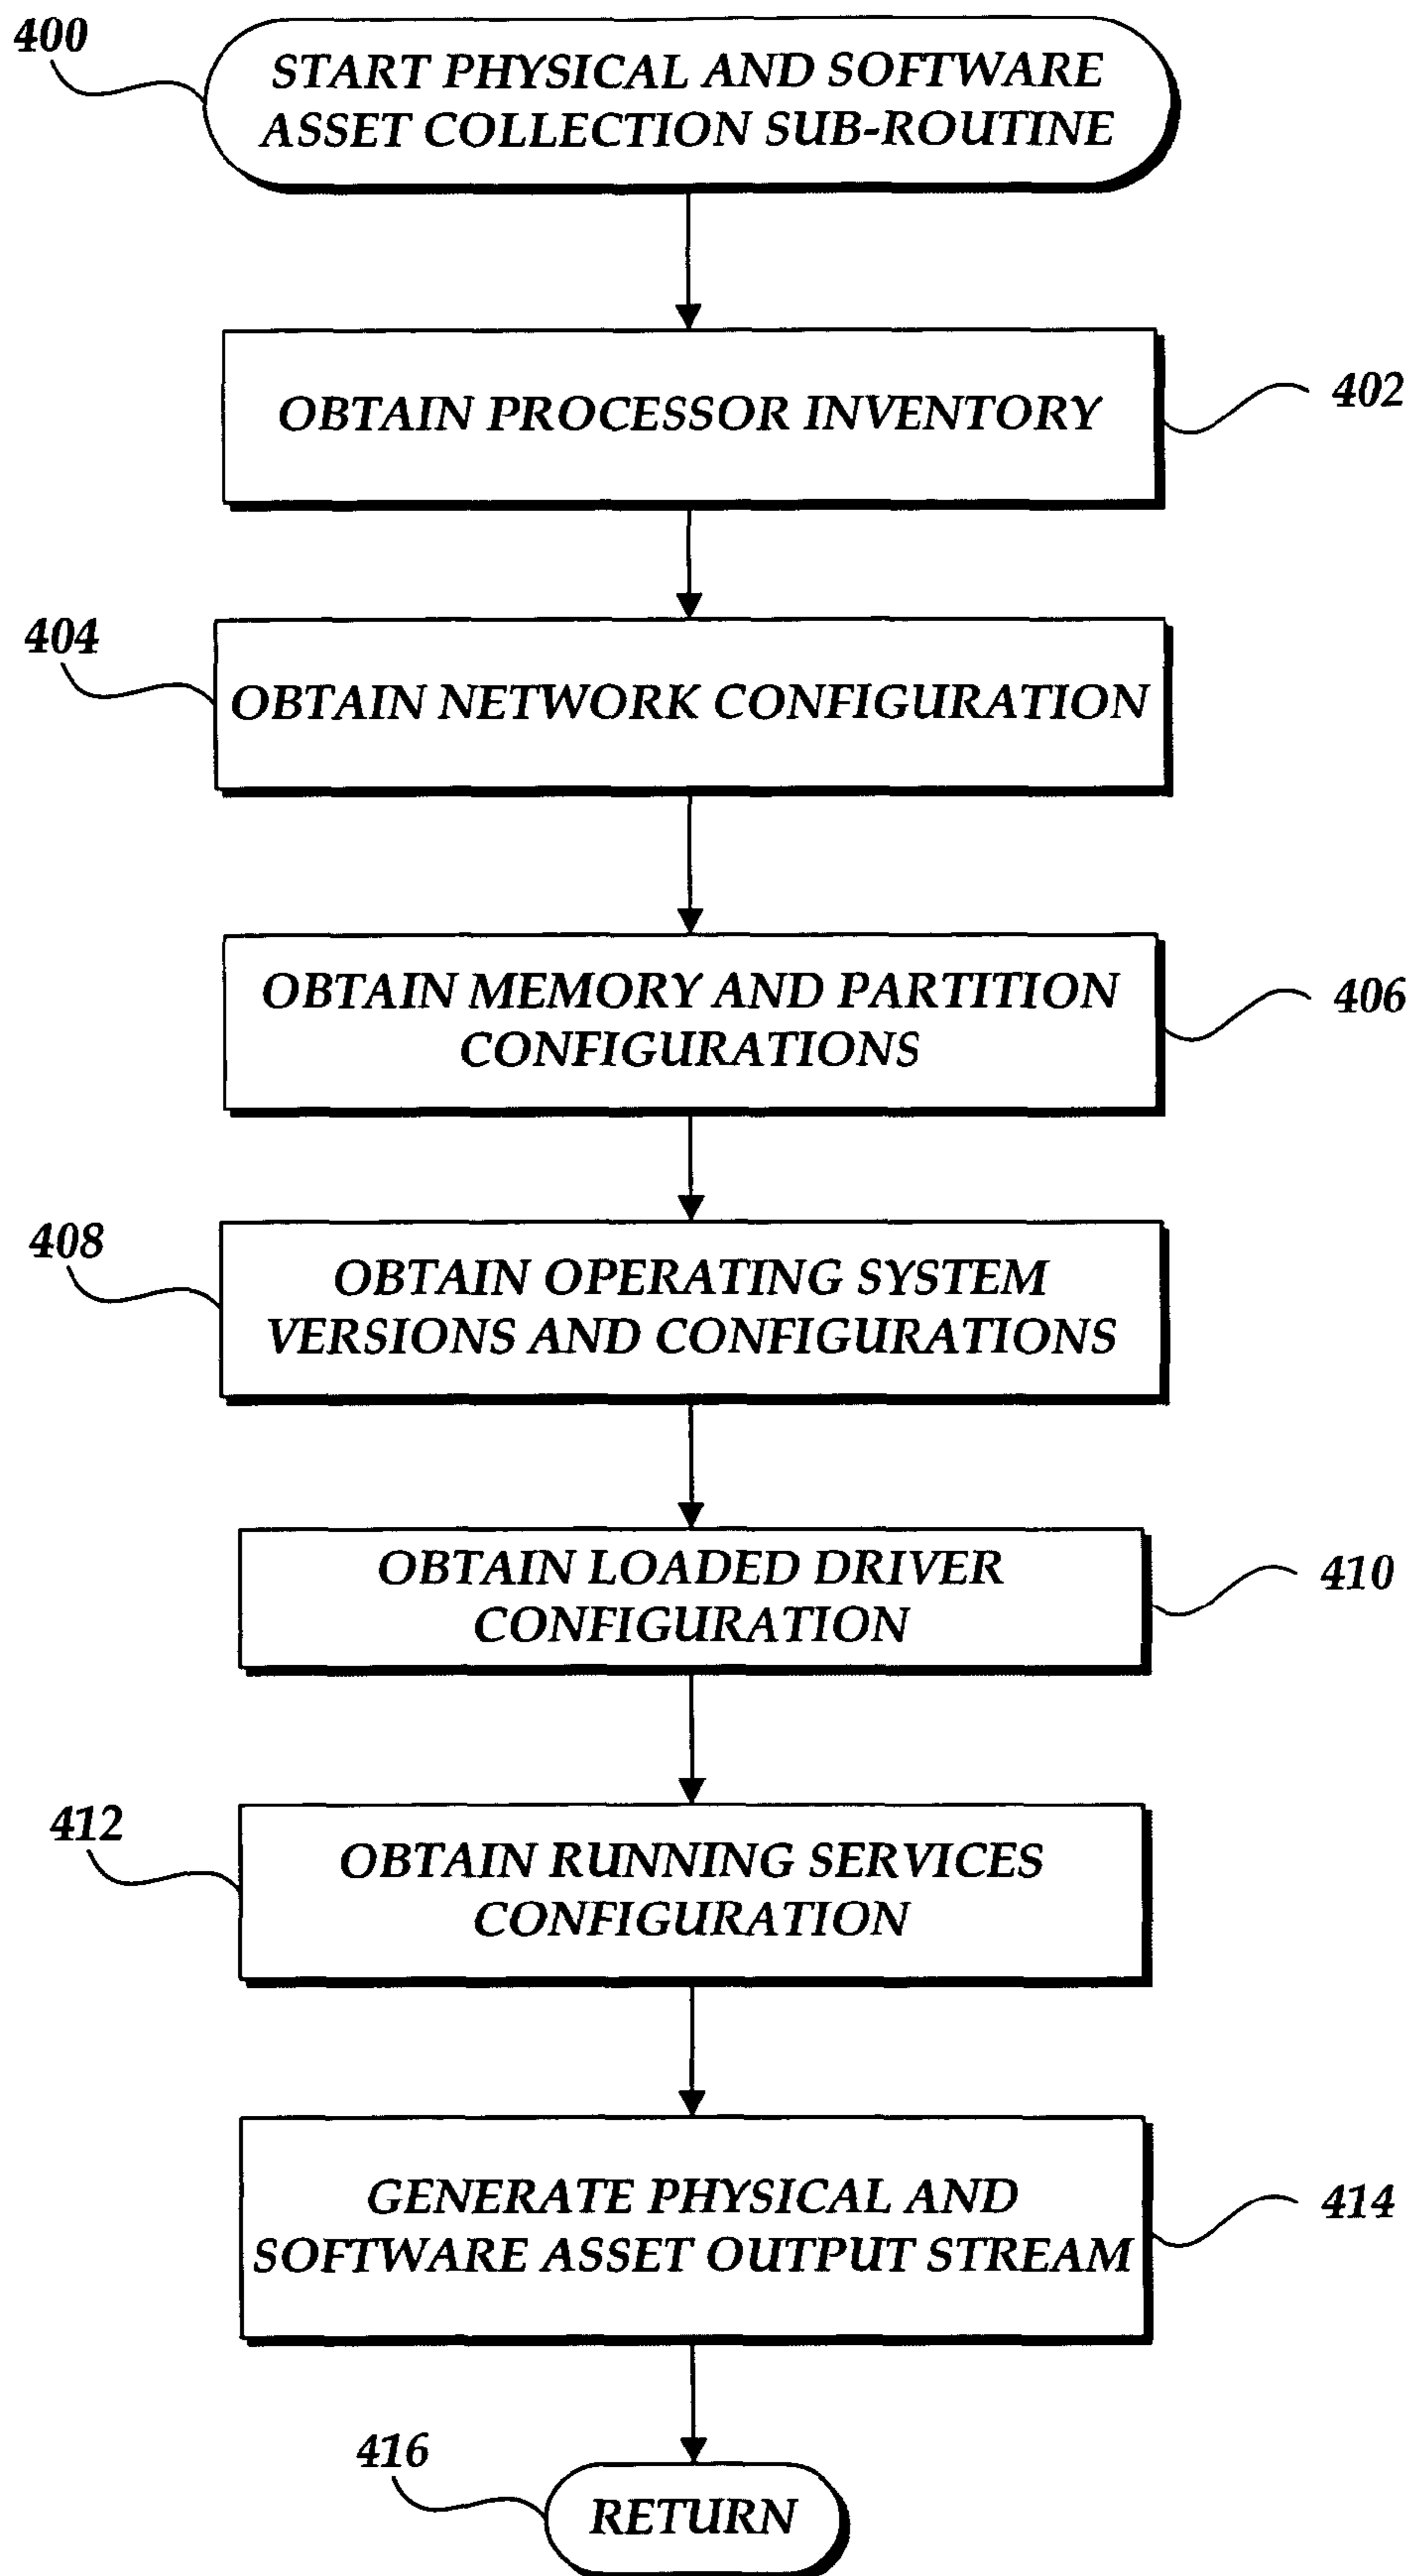 400
START PHYSICAL AND SOFTWARE
ASSET COLLECTION SUB-ROUTINE
OBTAIN PROCESSOR INVENTORY
402
404
OBTAIN NETWORK CONFIGURATION
OBTAIN MEMORY AND PARTITION
CONFIGURATIONS
406
408
OBTAIN OPERATING SYSTEM
VERSIONS AND CONFIGURATIONS
OBTAIN LOADED DRIVER
CONFIGURATION
410
412
OBTAIN RUNNING SERVICES
CONFIGURATION
GENERATE PHYSICAL AND
SOFTWARE ASSET OUTPUT STREAM
414
416
RETURN